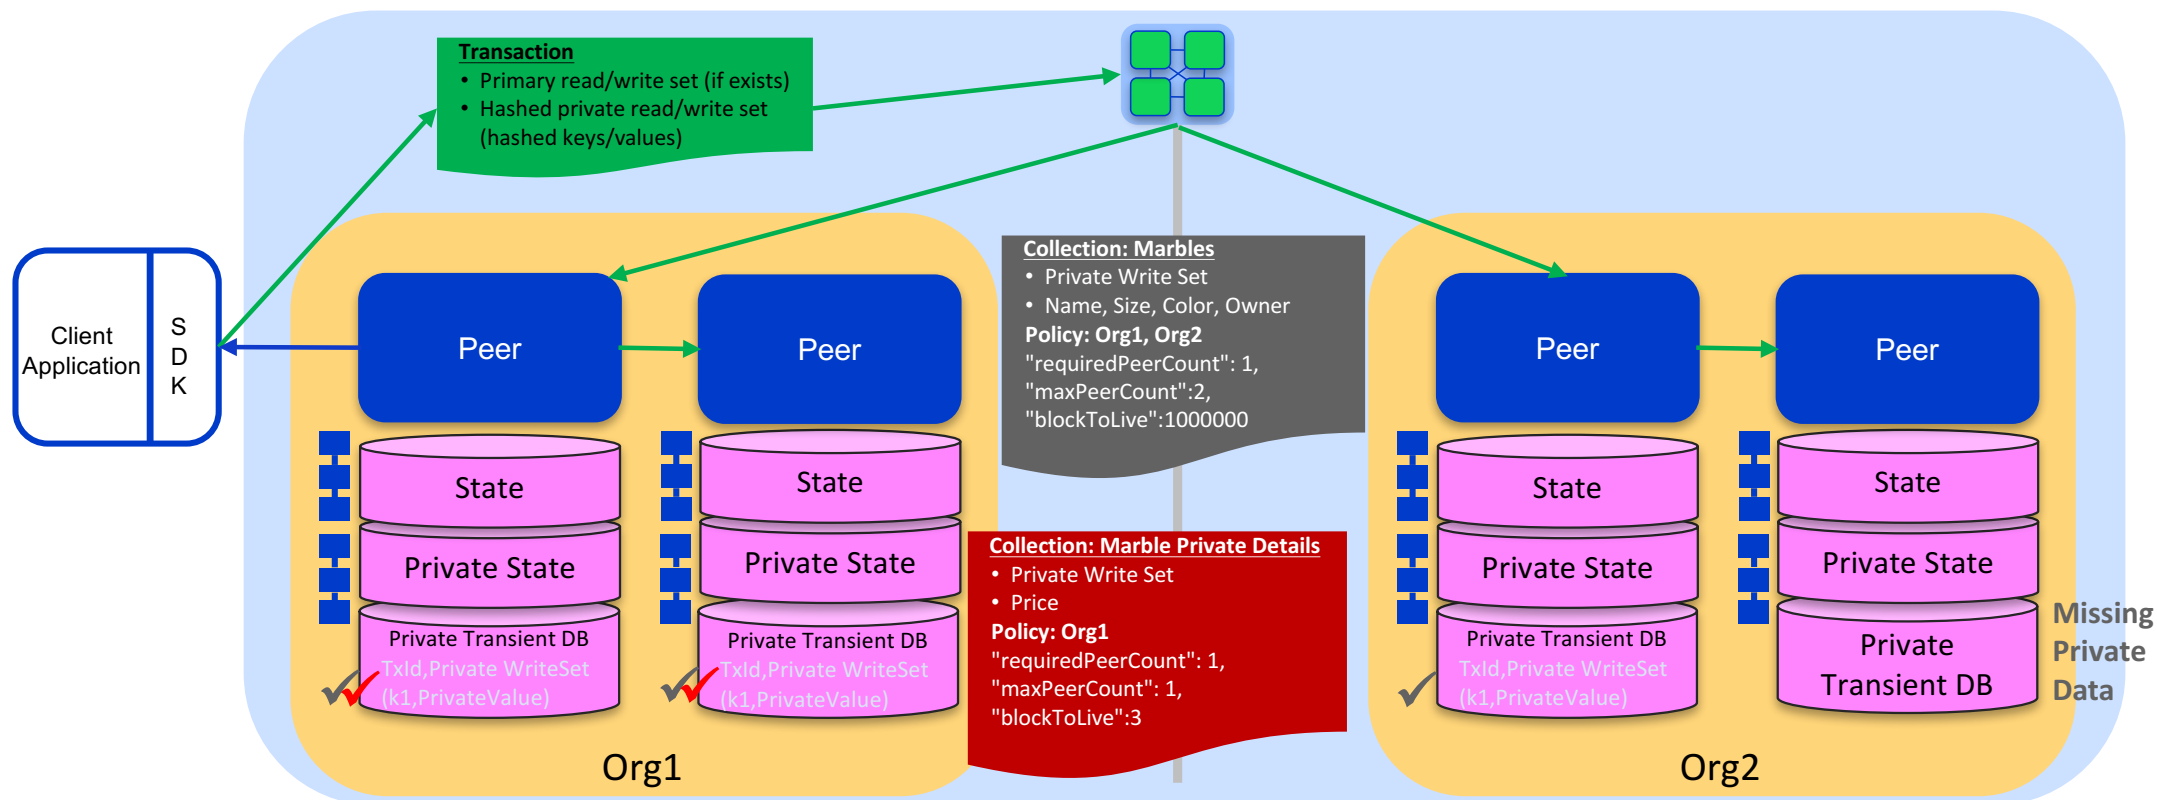 Transaction
• Primary read/write set (if exists)
• Hashed private read/write set
(hashed keys/values)
Client
Application
S
D
K
Peer
Peer
State
Private State
Private Transient DB
TxId,Private WriteSet
(k1,PrivateValue)
State
Private State
Private Transient DB
TxId,Private WriteSet
(k1,PrivateValue)
Org1
Collection: Marbles
• Private Write Set
• Name, Size, Color, Owner
Policy: Org1, Org2
"requiredPeerCount": 1,
"maxPeerCount":2,
"blockToLive":1000000
Collection: Marble Private Details
• Private Write Set
• Price
Policy: Org1
"requiredPeerCount": 1,
"maxPeerCount": 1,
"blockToLive":3
Peer
Peer
State
Private State
Private Transient DB
TxId,Private WriteSet
(k1,PrivateValue)
State
Private State
Private
Transient DB
Missing
Private
Data
Org2